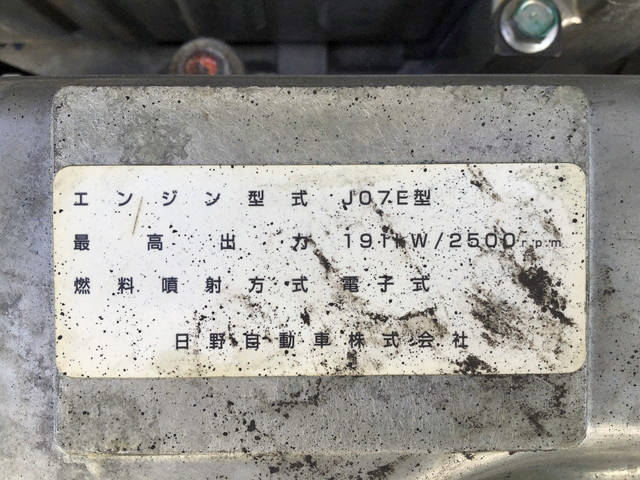 エンジン型式 J07E型
最高出力 191kW/2500r.p.m
燃料噴射方式 電子式
日野自動車株式会社